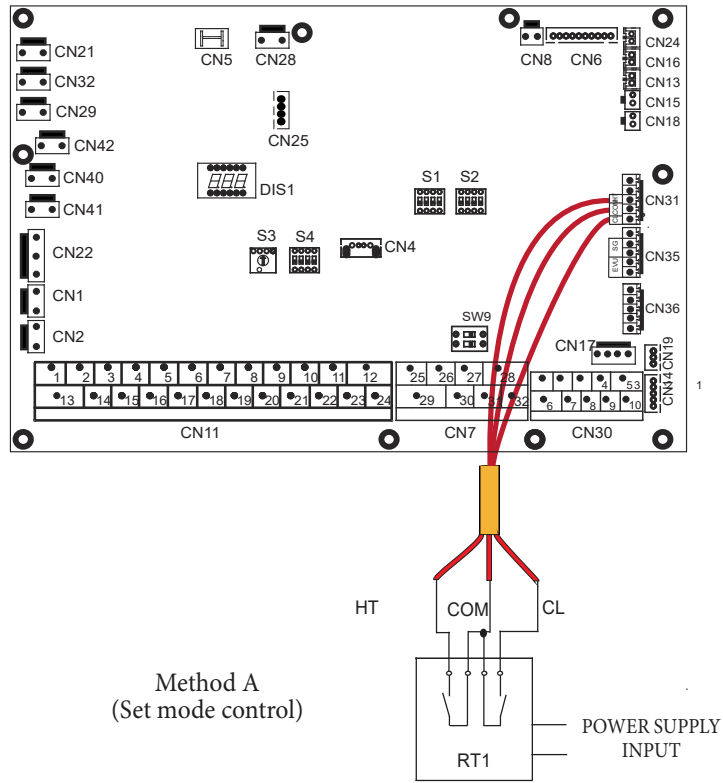 CN21
CN32
CN29
CN42
CN40
CN41
CN22
CN1
CN2
CN5
CN28
CN25
DIS1
S1 S2
S3 S4
CN4
CN8 CN6
CN24
CN16
CN13
CN15
CN18
CN31
SG
EVU
CN35
CN36
SW9
CN17
CN19
CN14
1
1 2 3 4 5 6 7 8 9 10 11 12
13 14 15 16 17 18 19 20 21 22 23 24
CN11
25 26 27 28
29 30 31 32
CN7
4 5 3
6 7 8 9 10
CN30
HT COM CL
RT1
POWER SUPPLY
INPUT
Method A
(Set mode control)